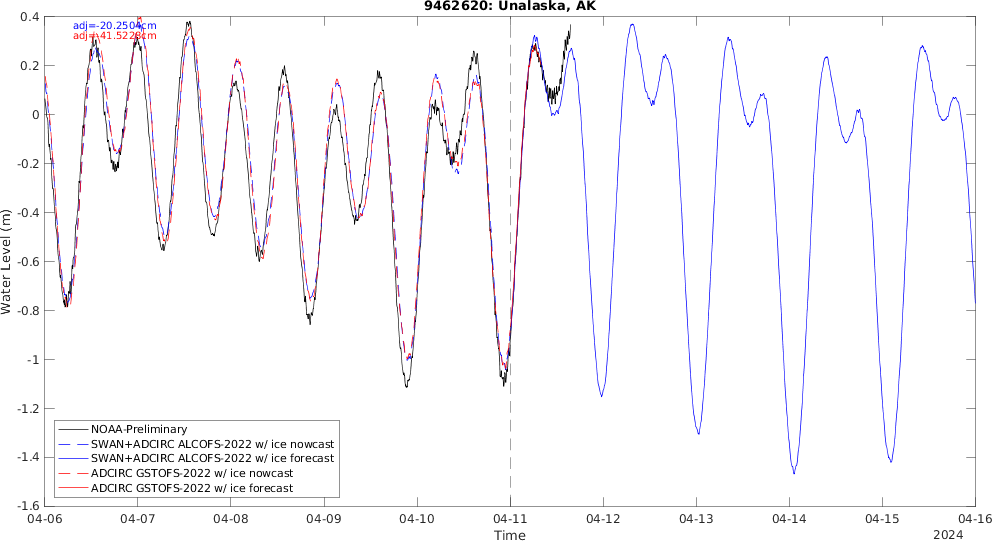 9462620: Unalaska, AK
adj=-20.2504cm
adj=-41.5228cm
0.4
0.2
0
-0.2
-0.4
-0.6
-0.8
-1
-1.2
-1.4
-1.6
Water Level (m)
NOAA-Preliminary
SWAN+ADCIRC ALCOFS-2022 w/ ice nowcast
SWAN+ADCIRC ALCOFS-2022 w/ ice forecast
ADCIRC GSTOFS-2022 w/ ice nowcast
ADCIRC GSTOFS-2022 w/ ice forecast
04-06 04-07 04-08 04-09 04-10 04-11 04-12 04-13 04-14 04-15 04-16
Time
2024